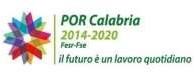 POR Calabria
2014-2020
Fesr-Fse
il futuro è un lavoro quotidiano